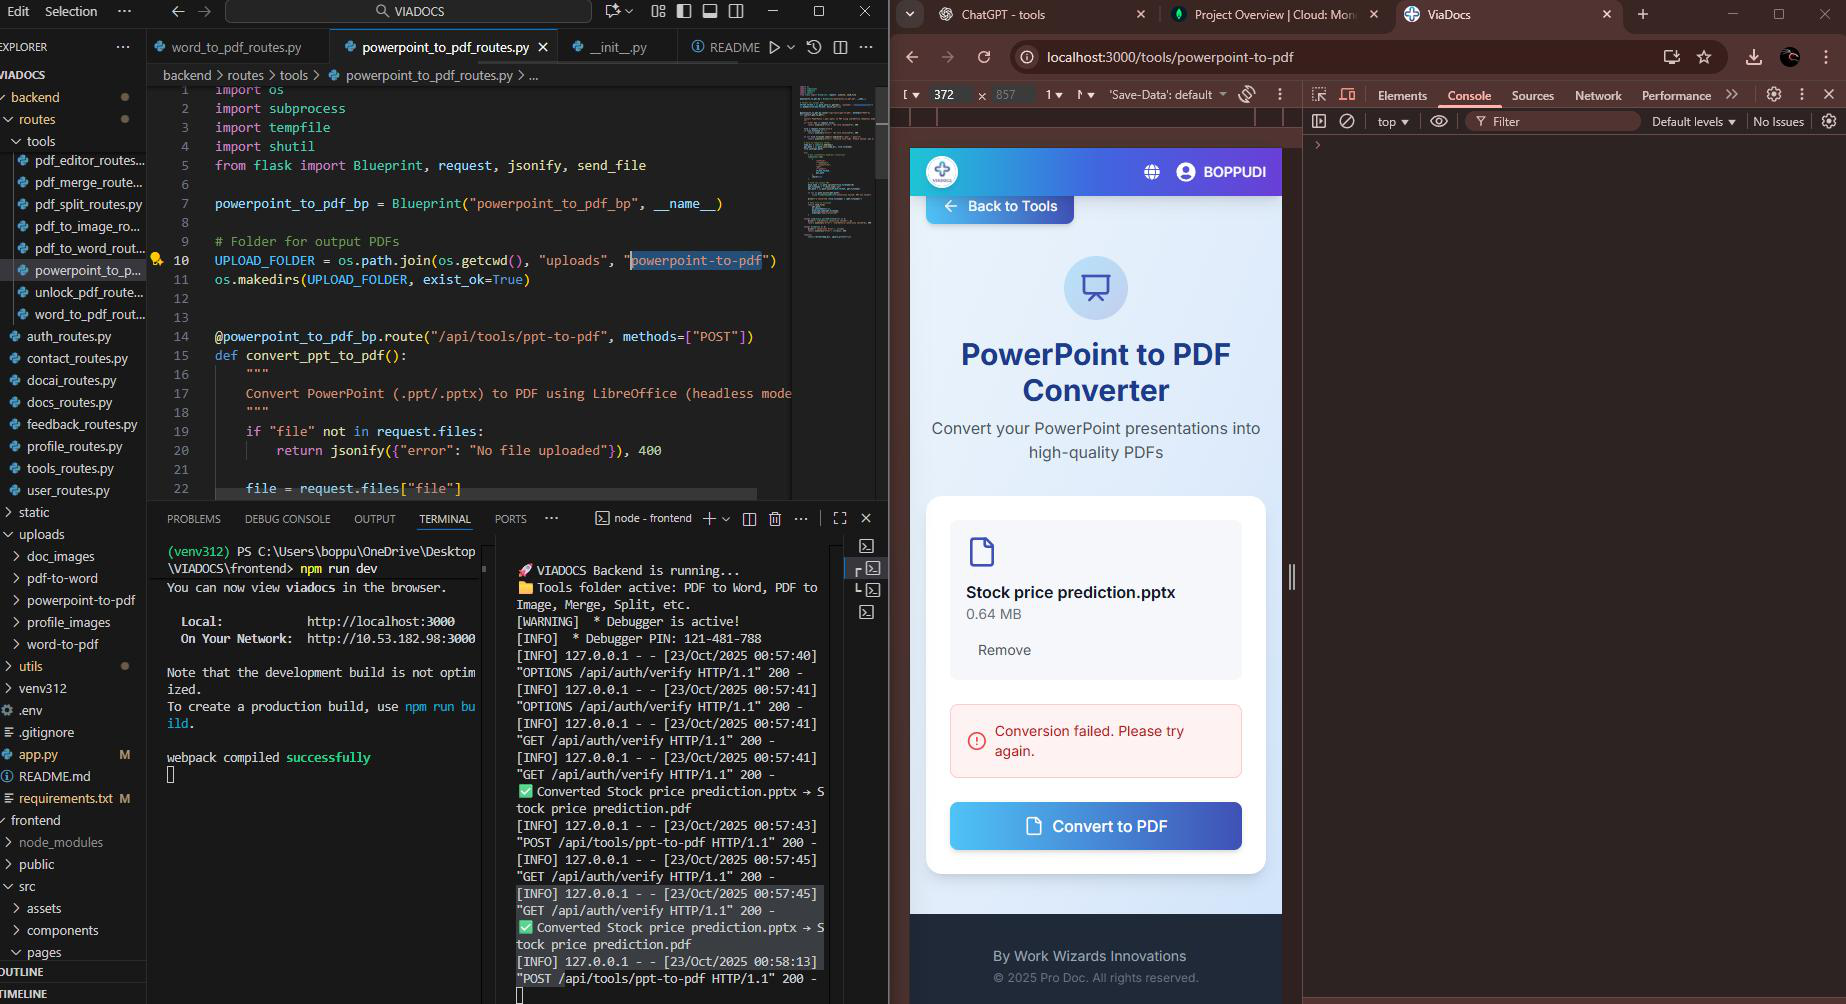 Edit Selection ··· VIADOCS
EXPLORER ···
VIADOCS
backend
routes
tools
pdf_editor_routes...
pdf_merge_route...
pdf_split_routes.py
pdf_to_image_ro...
pdf_to_word_rout...
powerpoint_to_p...
unlock_pdf_route...
word_to_pdf_rout...
auth_routes.py
contact_routes.py
docai_routes.py
docs_routes.py
feedback_routes.py
profile_routes.py
tools_routes.py
user_routes.py
static
uploads
doc_images
pdf-to-word
powerpoint-to-pdf
profile_images
word-to-pdf
utils
venv312
.env
.gitignore
app.py M
README.md
requirements.txt M
frontend
node_modules
public
src
assets
components
pages
OUTLINE
TIMELINE
word_to_pdf_routes.py powerpoint_to_pdf_routes.py __init__.py README
backend > routes > tools > powerpoint_to_pdf_routes.py > ...
1 import os
2 import subprocess
3 import tempfile
4 import shutil
5 from flask import Blueprint, request, jsonify, send_file
6
7 powerpoint_to_pdf_bp = Blueprint("powerpoint_to_pdf_bp", __name__)
8
9 # Folder for output PDFs
10 UPLOAD_FOLDER = os.path.join(os.getcwd(), "uploads", "powerpoint-to-pdf")
11 os.makedirs(UPLOAD_FOLDER, exist_ok=True)
12
13
14 @powerpoint_to_pdf_bp.route("/api/tools/ppt-to-pdf", methods=["POST"])
15 def convert_ppt_to_pdf():
16 """
17 Convert PowerPoint (.ppt/.pptx) to PDF using LibreOffice (headless mode
18 """
19 if "file" not in request.files:
20 return jsonify({"error": "No file uploaded"}), 400
21
22 file = request.files["file"]
PROBLEMS DEBUG CONSOLE OUTPUT TERMINAL PORTS ··· node - frontend
(venv312) PS C:\Users\boppu\OneDrive\Desktop
\VIADOCS\frontend> npm run dev
You can now view viadocs in the browser.
Local: http://localhost:3000
On Your Network: http://10.53.182.98:3000
Note that the development build is not optim
ized.
To create a production build, use npm run bu
ild.
webpack compiled successfully
🚀 VIADOCS Backend is running...
📁 Tools folder active: PDF to Word, PDF to
Image, Merge, Split, etc.
[WARNING] * Debugger is active!
[INFO] * Debugger PIN: 121-481-788
[INFO] 127.0.0.1 - - [23/Oct/2025 00:57:40]
"OPTIONS /api/auth/verify HTTP/1.1" 200 -
[INFO] 127.0.0.1 - - [23/Oct/2025 00:57:41]
"OPTIONS /api/auth/verify HTTP/1.1" 200 -
[INFO] 127.0.0.1 - - [23/Oct/2025 00:57:41]
"GET /api/auth/verify HTTP/1.1" 200 -
[INFO] 127.0.0.1 - - [23/Oct/2025 00:57:41]
"GET /api/auth/verify HTTP/1.1" 200 -
✅ Converted Stock price prediction.pptx → S
tock price prediction.pdf
[INFO] 127.0.0.1 - - [23/Oct/2025 00:57:43]
"POST /api/tools/ppt-to-pdf HTTP/1.1" 200 -
[INFO] 127.0.0.1 - - [23/Oct/2025 00:57:45]
"GET /api/auth/verify HTTP/1.1" 200 -
[INFO] 127.0.0.1 - - [23/Oct/2025 00:57:45]
"GET /api/auth/verify HTTP/1.1" 200 -
✅ Converted Stock price prediction.pptx → S
tock price prediction.pdf
[INFO] 127.0.0.1 - - [23/Oct/2025 00:58:13]
"POST /api/tools/ppt-to-pdf HTTP/1.1" 200 -
ChatGPT - tools Project Overview | Cloud: Mon ViaDocs
localhost:3000/tools/powerpoint-to-pdf
372 × 857 'Save-Data': default
Elements Console Sources Network Performance
top Filter Default levels No Issues
VIADOCS BOPPUDI
Back to Tools
PowerPoint to PDF
Converter
Convert your PowerPoint presentations into
high-quality PDFs
Stock price prediction.pptx
0.64 MB
Remove
Conversion failed. Please try
again.
Convert to PDF
By Work Wizards Innovations
© 2025 Pro Doc. All rights reserved.